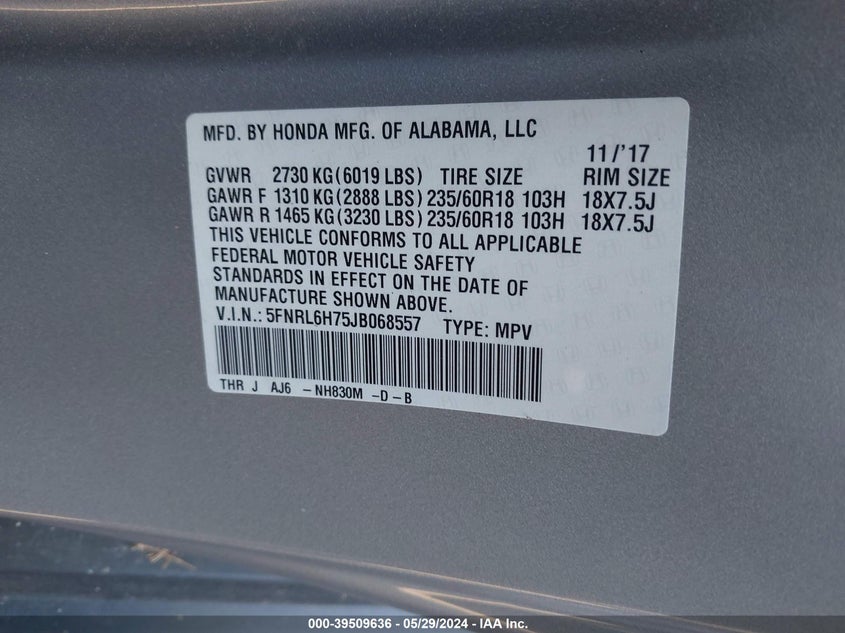 MFD. BY HONDA MFG. OF ALABAMA, LLC
11/'17
GVWR 2730 KG(6019 LBS) TIRE SIZE RIM SIZE
GAWR F 1310 KG(2888 LBS) 235/60R18 103H 18X7.5J
GAWR R 1465 KG(3230 LBS) 235/60R18 103H 18X7.5J
THIS VEHICLE CONFORMS TO ALL APPLICABLE
FEDERAL MOTOR VEHICLE SAFETY
STANDARDS IN EFFECT ON THE DATE OF
MANUFACTURE SHOWN ABOVE.
V.I.N.: 5FNRL6H75JB068557 TYPE: MPV
THR J AJ6 -NH830M -D-B
000-39509636 - 05/29/2024 - IAA Inc.